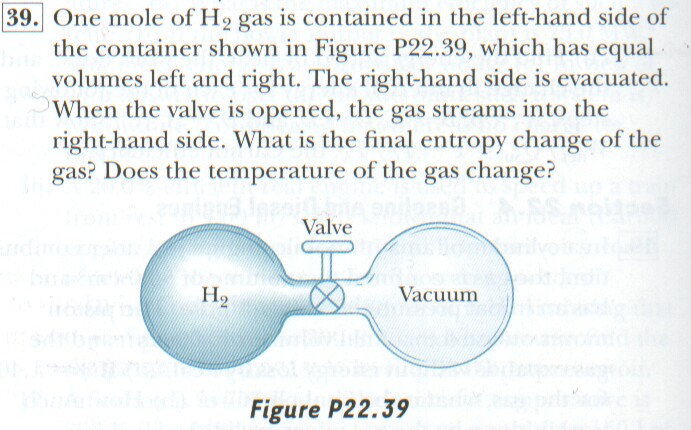 39. One mole of H₂ gas is contained in the left-hand side of
the container shown in Figure P22.39, which has equal
volumes left and right. The right-hand side is evacuated.
When the valve is opened, the gas streams into the
right-hand side. What is the final entropy change of the
gas? Does the temperature of the gas change?
Valve
H₂
Vacuum
Figure P22.39